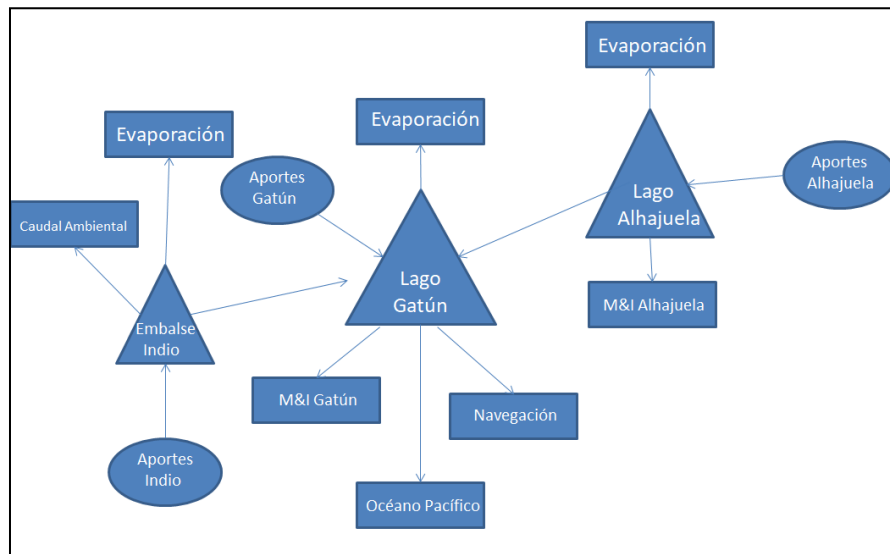 Evaporación
Evaporación
Evaporación
Aportes
Gatún
Aportes
Alhajuela
Lago
Alhajuela
Caudal Ambiental
Lago
Gatún
M&I Alhajuela
Embalse
Indio
M&I Gatún
Navegación
Aportes
Indio
Océano Pacífico